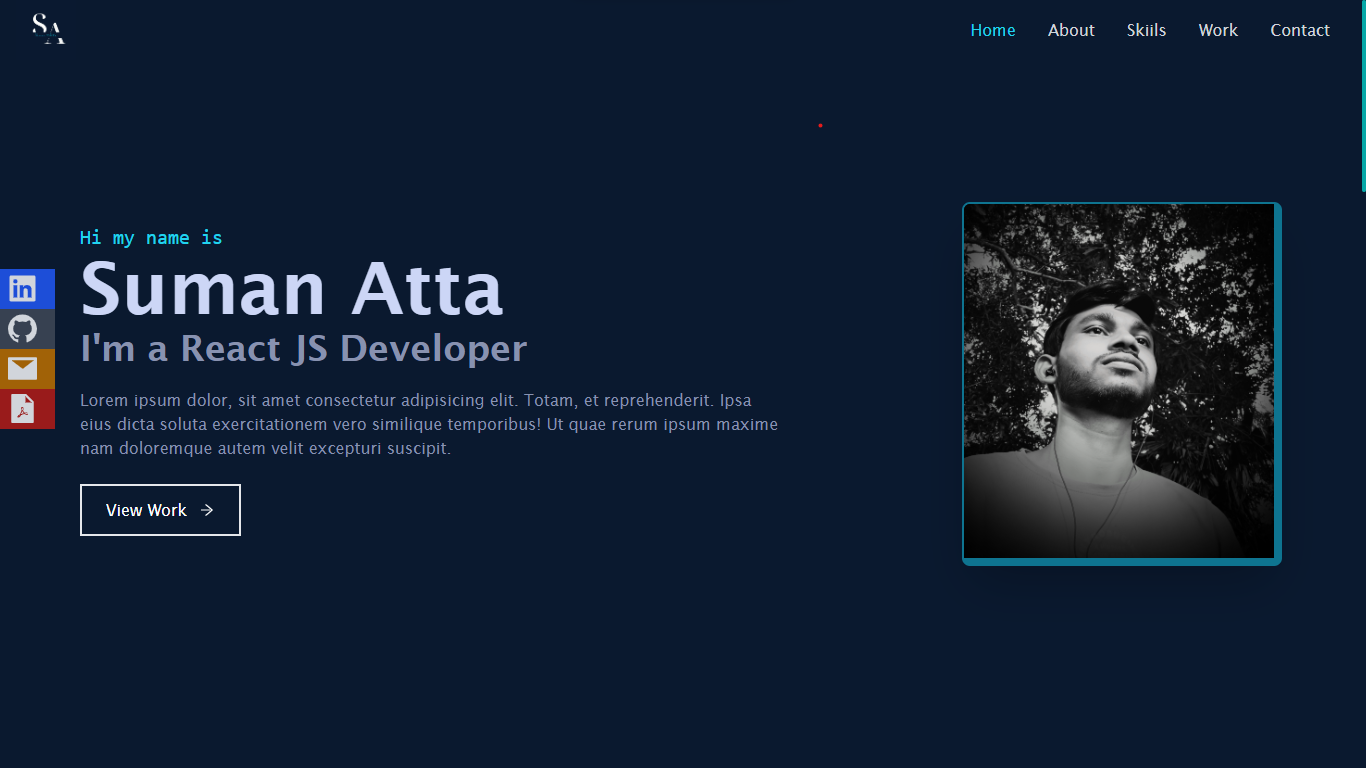 SA
Home About Skiils Work Contact
Hi my name is
Suman Atta
I'm a React JS Developer
Lorem ipsum dolor, sit amet consectetur adipisicing elit. Totam, et reprehenderit. Ipsa
eius dicta soluta exercitationem vero similique temporibus! Ut quae rerum ipsum maxime
nam doloremque autem velit excepturi suscipit.
View Work